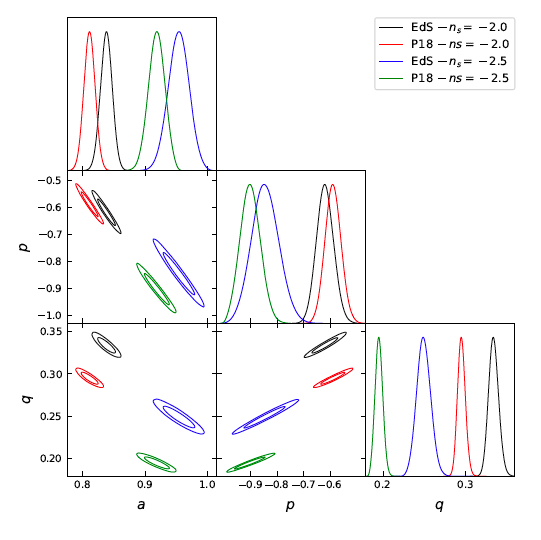 EdS − n_s = −2.0
P18 − ns = −2.0
EdS − n_s = −2.5
P18 − ns = −2.5
−0.5
−0.6
−0.7
−0.8
−0.9
−1.0
p
0.35
0.30
0.25
0.20
q
0.8 0.9 1.0
−0.9 −0.8 −0.7 −0.6
0.2 0.3
a p q